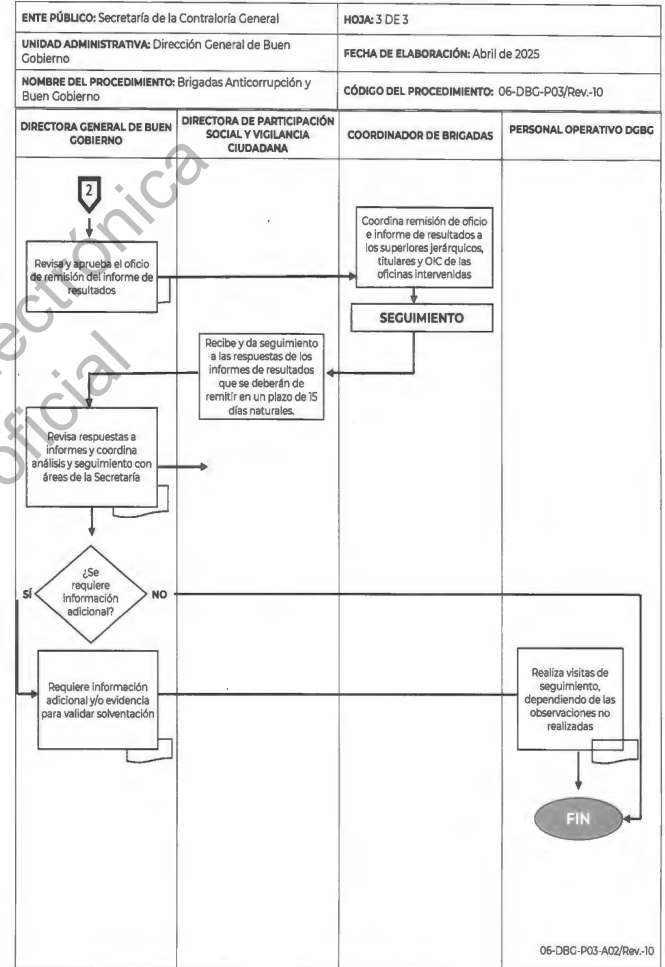 ENTE PÚBLICO: Secretaría de la Contraloría General
HOJA: 3 DE 3
UNIDAD ADMINISTRATIVA: Dirección General de Buen
Gobierno
FECHA DE ELABORACIÓN: Abril de 2025
NOMBRE DEL PROCEDIMIENTO: Brigadas Anticorrupción y
Buen Gobierno
CÓDIGO DEL PROCEDIMIENTO: 06-DBG-P03/Rev.-10
DIRECTORA GENERAL DE BUEN
GOBIERNO
DIRECTORA DE PARTICIPACIÓN
SOCIAL Y VIGILANCIA
CIUDADANA
COORDINADOR DE BRIGADAS
PERSONAL OPERATIVO DGBG
2
Revisa y aprueba el oficio
de remisión del informe de
resultados
Coordina remisión de oficio
e informe de resultados a
los superiores jerárquicos,
titulares y OIC de las
oficinas intervenidas
SEGUIMIENTO
Recibe y da seguimiento
a las respuestas de los
informes de resultados
que se deberán de
remitir en un plazo de 15
días naturales.
Revisa respuestas a
informes y coordina
análisis y seguimiento con
áreas de la Secretaría
¿Se
requiere
información
adicional?
SÍ
NO
Requiere información
adicional y/o evidencia
para validar solventación
Realiza visitas de
seguimiento,
dependiendo de las
observaciones no
realizadas
FIN
06-DBG-P03-A02/Rev.-10
oficial